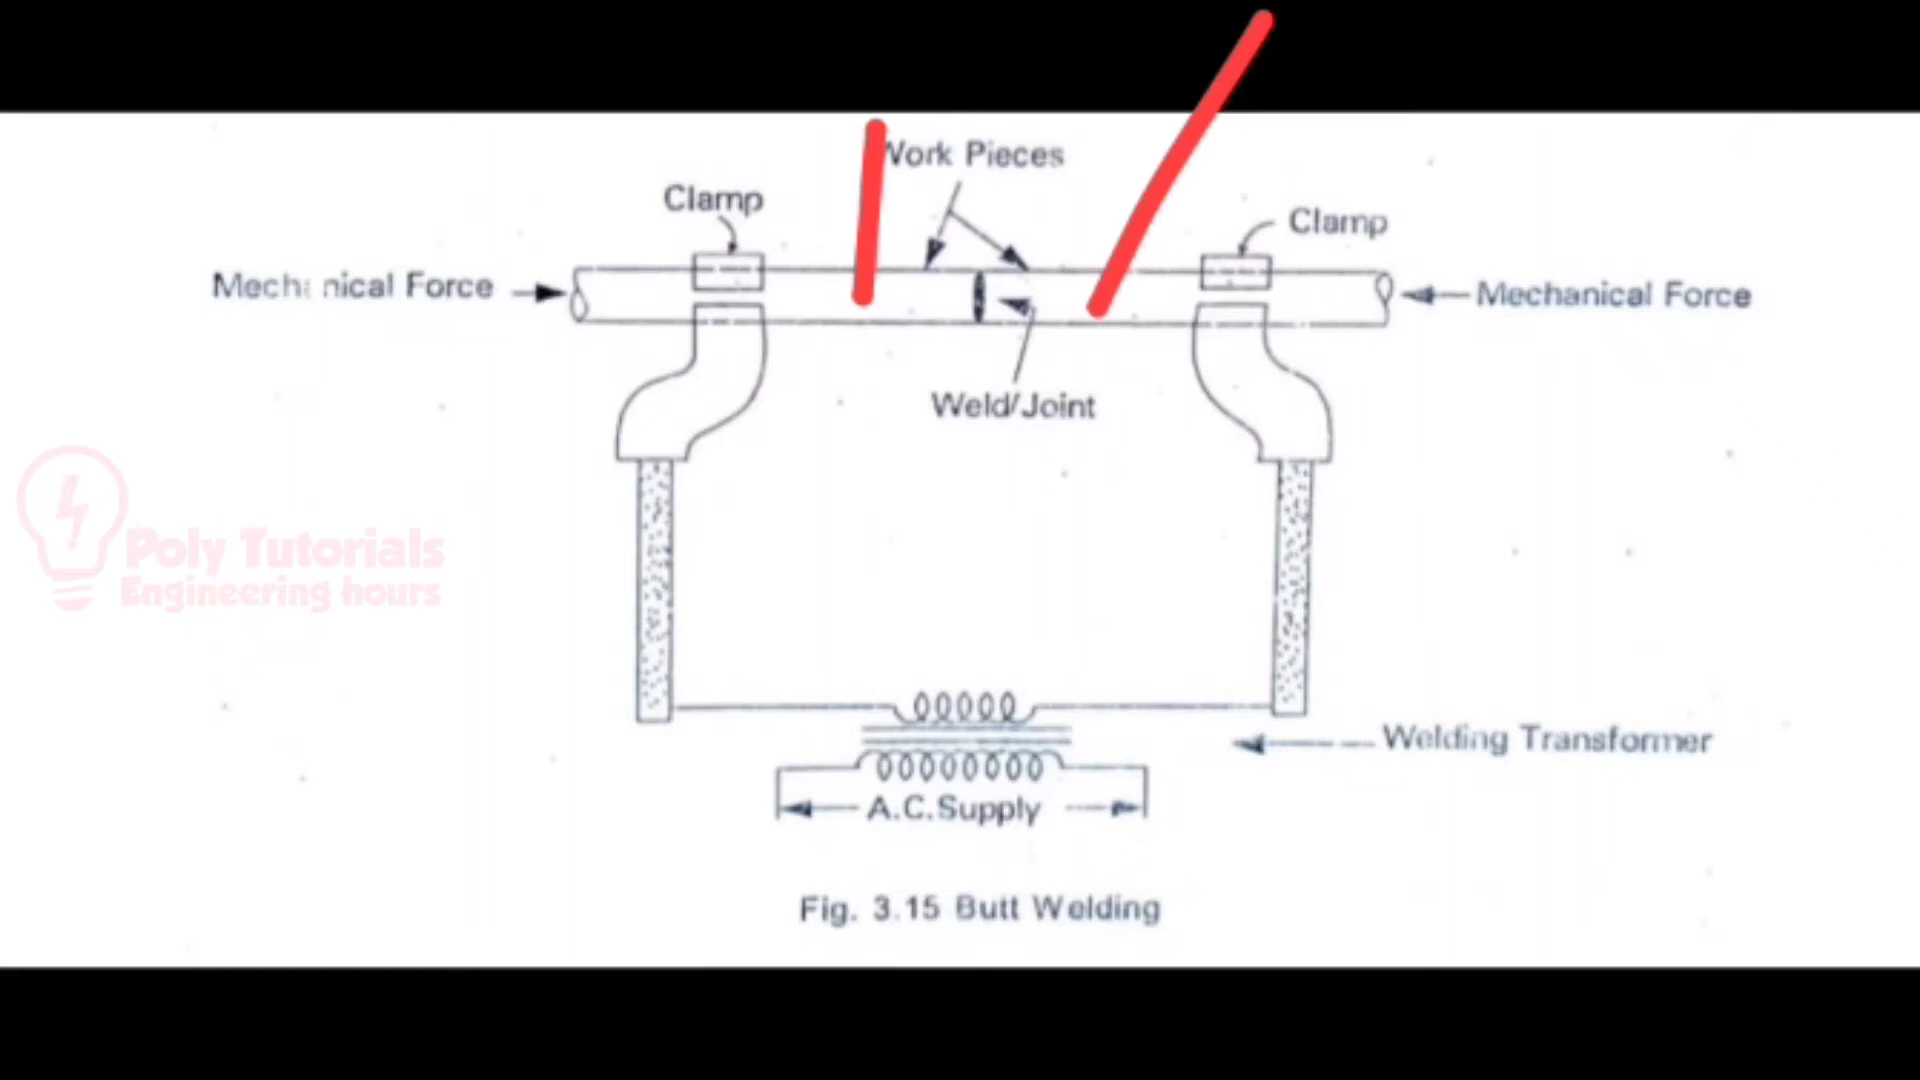 Work Pieces
Clamp
Clamp
Mechanical Force
Mechanical Force
Weld/Joint
Poly Tutorials
Engineering hours
Welding Transformer
A.C.Supply
Fig. 3.15 Butt Welding